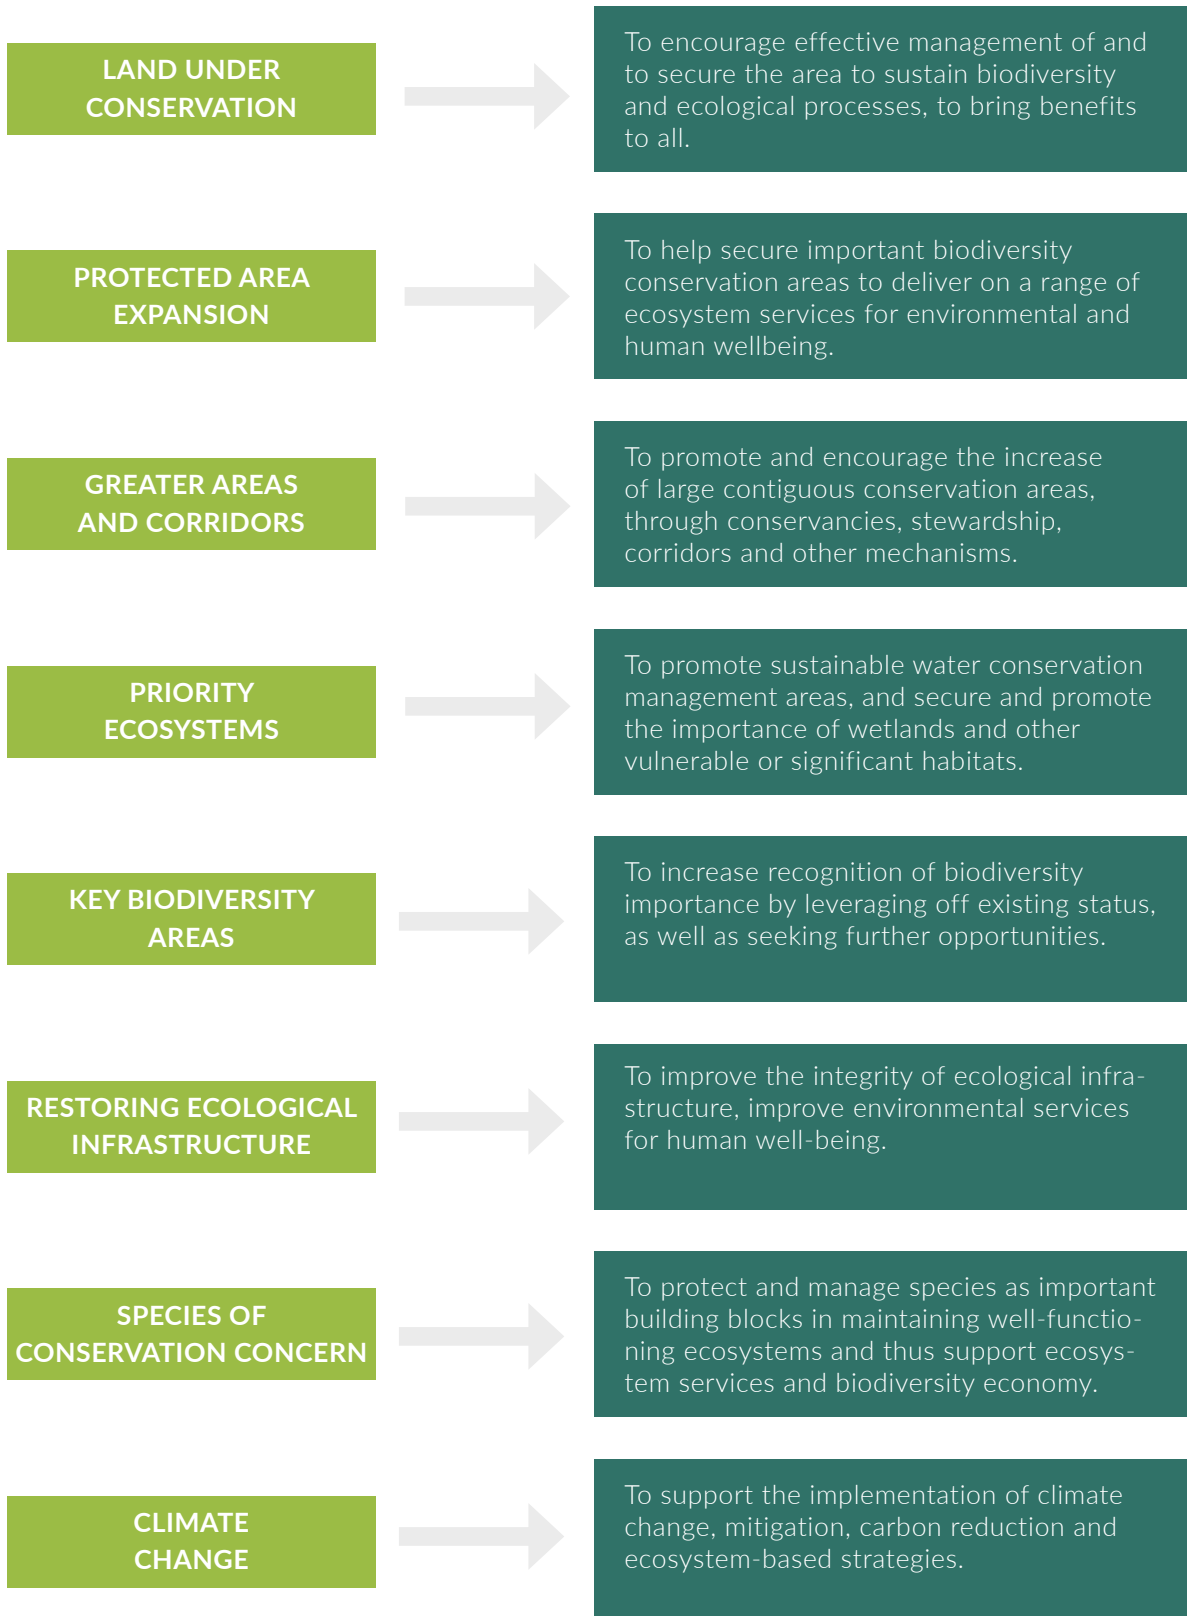 LAND UNDER
CONSERVATION
To encourage effective management of and
to secure the area to sustain biodiversity
and ecological processes, to bring benefits
to all.
PROTECTED AREA
EXPANSION
To help secure important biodiversity
conservation areas to deliver on a range of
ecosystem services for environmental and
human wellbeing.
GREATER AREAS
AND CORRIDORS
To promote and encourage the increase
of large contiguous conservation areas,
through conservancies, stewardship,
corridors and other mechanisms.
PRIORITY
ECOSYSTEMS
To promote sustainable water conservation
management areas, and secure and promote
the importance of wetlands and other
vulnerable or significant habitats.
KEY BIODIVERSITY
AREAS
To increase recognition of biodiversity
importance by leveraging off existing status,
as well as seeking further opportunities.
RESTORING ECOLOGICAL
INFRASTRUCTURE
To improve the integrity of ecological infra-
structure, improve environmental services
for human well-being.
SPECIES OF
CONSERVATION CONCERN
To protect and manage species as important
building blocks in maintaining well-functio-
ning ecosystems and thus support ecosys-
tem services and biodiversity economy.
CLIMATE
CHANGE
To support the implementation of climate
change, mitigation, carbon reduction and
ecosystem-based strategies.